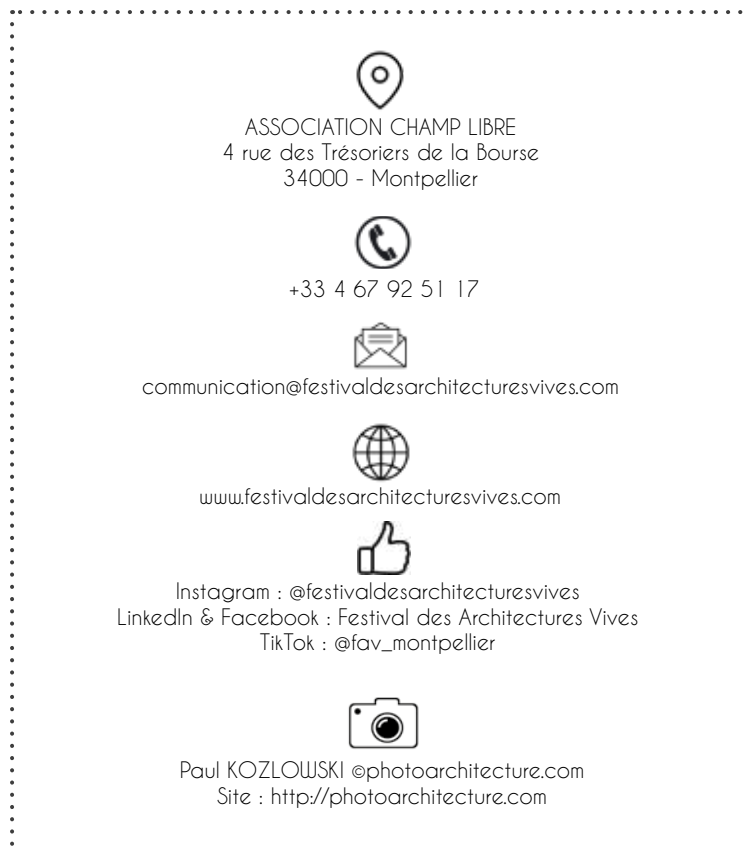 ASSOCIATION CHAMP LIBRE
4 rue des Trésoriers de la Bourse
34000 - Montpellier
+33 4 67 92 51 17
communication@festivaldesarchitecturesvives.com
www.festivaldesarchitecturesvives.com
Instagram : @festivaldesarchitecturesvives
LinkedIn & Facebook : Festival des Architectures Vives
TikTok : @fav_montpellier
Paul KOZLOWSKI ©photoarchitecture.com
Site : http://photoarchitecture.com